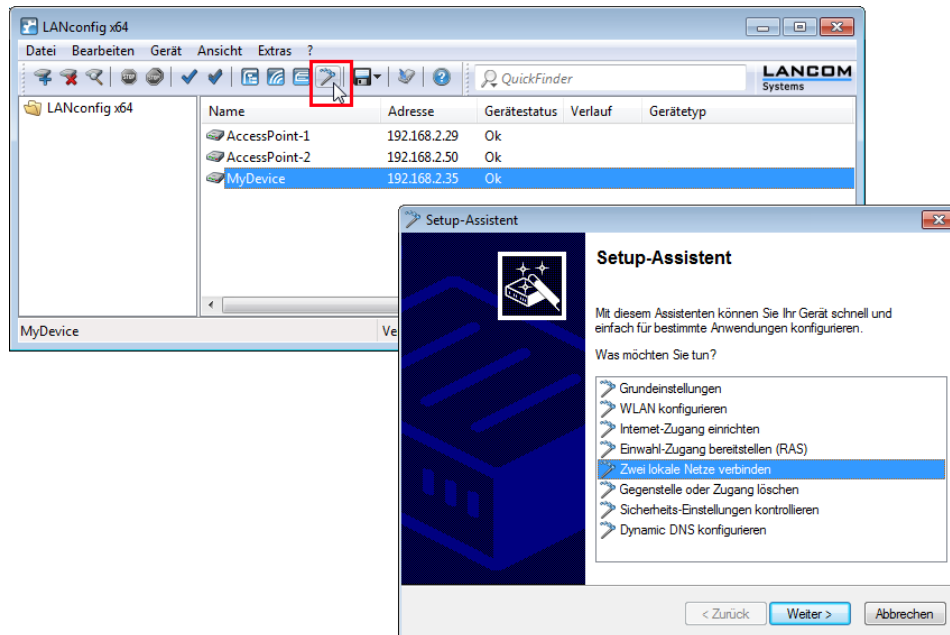 LANconfig x64
Datei Bearbeiten Gerät Ansicht Extras ?
QuickFinder
LANCOM
Systems
LANconfig x64
Name Adresse Gerätestatus Verlauf Gerätetyp
AccessPoint-1 192.168.2.29 Ok
AccessPoint-2 192.168.2.50 Ok
MyDevice 192.168.2.35 Ok
MyDevice Ve
Setup-Assistent
Setup-Assistent
Mit diesem Assistenten können Sie Ihr Gerät schnell und
einfach für bestimmte Anwendungen konfigurieren.
Was möchten Sie tun?
Grundeinstellungen
WLAN konfigurieren
Internet-Zugang einrichten
Einwahl-Zugang bereitstellen (RAS)
Zwei lokale Netze verbinden
Gegenstelle oder Zugang löschen
Sicherheits-Einstellungen kontrollieren
Dynamic DNS konfigurieren
< Zurück Weiter > Abbrechen